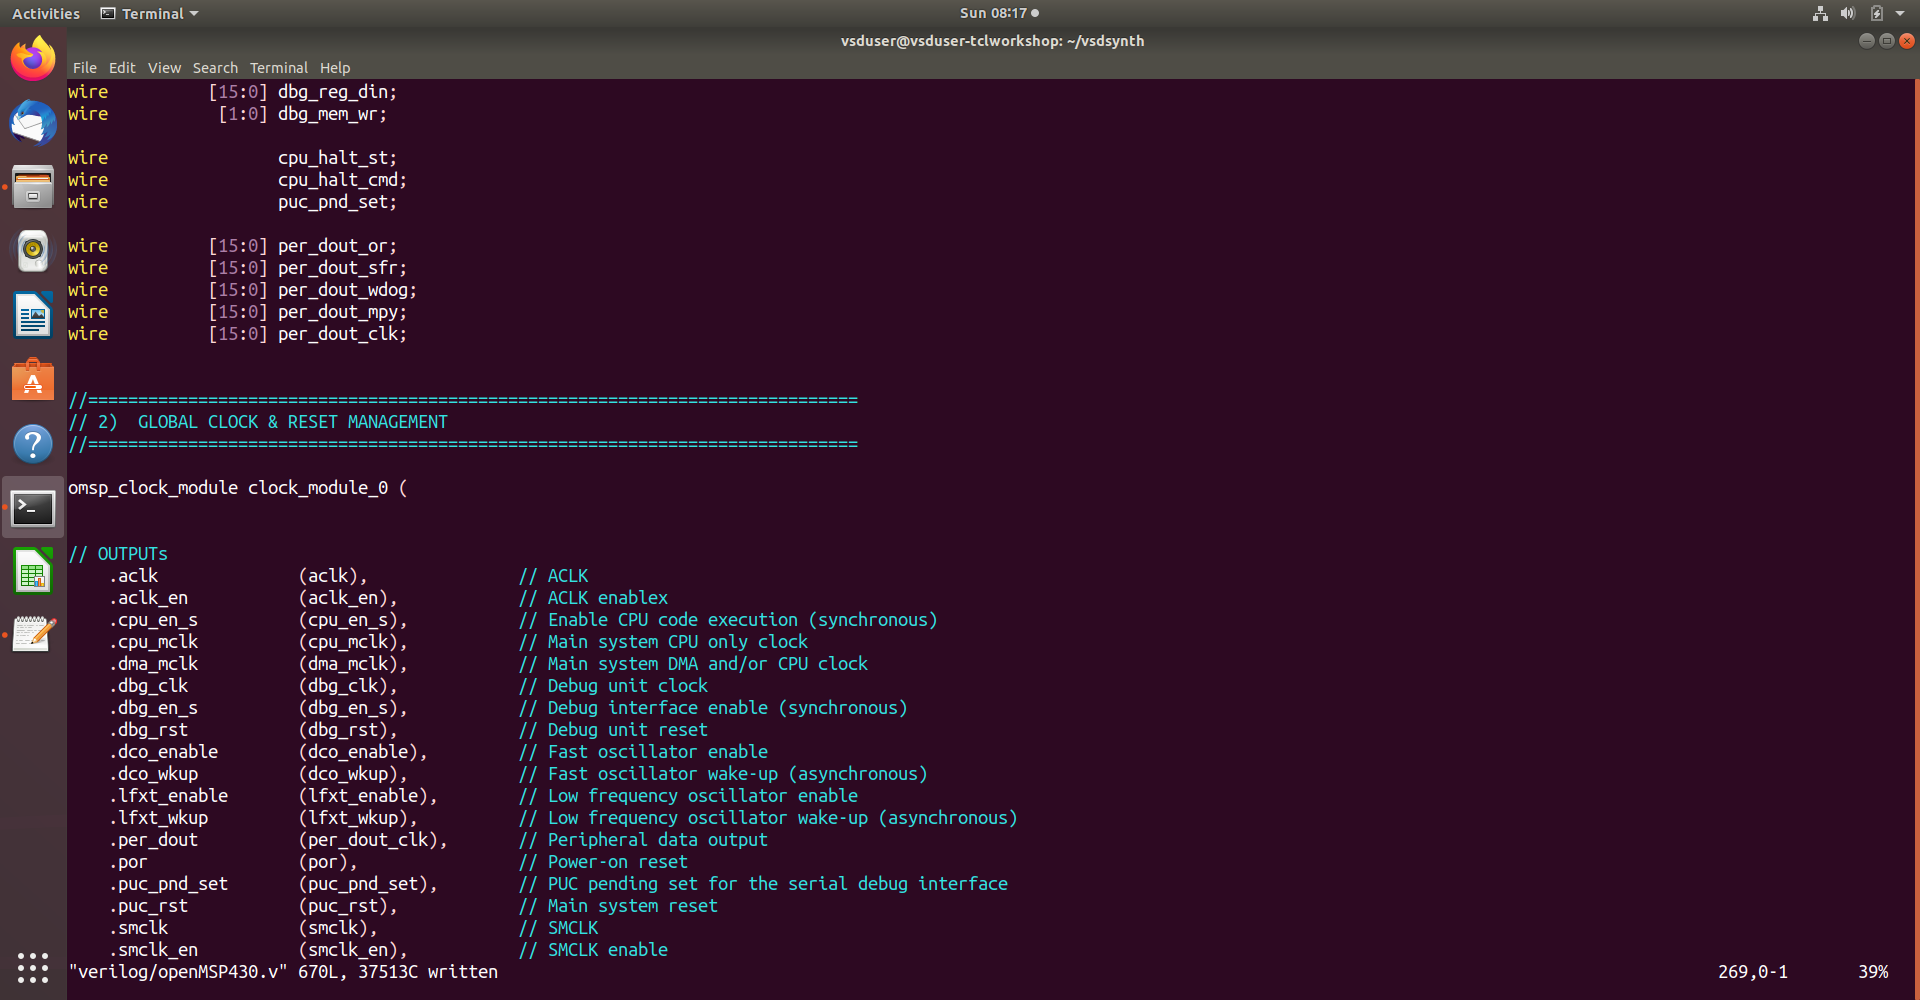 Activities Terminal Sun 08:17
vsduser@vsduser-tclworkshop: ~/vsdsynth
File Edit View Search Terminal Help
wire          [15:0] dbg_reg_din;
wire           [1:0] dbg_mem_wr;
wire                 cpu_halt_st;
wire                 cpu_halt_cmd;
wire                 puc_pnd_set;
wire          [15:0] per_dout_or;
wire          [15:0] per_dout_sfr;
wire          [15:0] per_dout_wdog;
wire          [15:0] per_dout_mpy;
wire          [15:0] per_dout_clk;
//=============================================================================
// 2)  GLOBAL CLOCK & RESET MANAGEMENT
//=============================================================================
omsp_clock_module clock_module_0 (
// OUTPUTs
    .aclk              (aclk),               // ACLK
    .aclk_en           (aclk_en),            // ACLK enablex
    .cpu_en_s          (cpu_en_s),           // Enable CPU code execution (synchronous)
    .cpu_mclk          (cpu_mclk),           // Main system CPU only clock
    .dma_mclk          (dma_mclk),           // Main system DMA and/or CPU clock
    .dbg_clk           (dbg_clk),            // Debug unit clock
    .dbg_en_s          (dbg_en_s),           // Debug interface enable (synchronous)
    .dbg_rst           (dbg_rst),            // Debug unit reset
    .dco_enable        (dco_enable),         // Fast oscillator enable
    .dco_wkup          (dco_wkup),           // Fast oscillator wake-up (asynchronous)
    .lfxt_enable       (lfxt_enable),        // Low frequency oscillator enable
    .lfxt_wkup         (lfxt_wkup),          // Low frequency oscillator wake-up (asynchronous)
    .per_dout          (per_dout_clk),       // Peripheral data output
    .por               (por),                // Power-on reset
    .puc_pnd_set       (puc_pnd_set),        // PUC pending set for the serial debug interface
    .puc_rst           (puc_rst),            // Main system reset
    .smclk             (smclk),              // SMCLK
    .smclk_en          (smclk_en),           // SMCLK enable
"verilog/openMSP430.v" 670L, 37513C written 269,0-1 39%